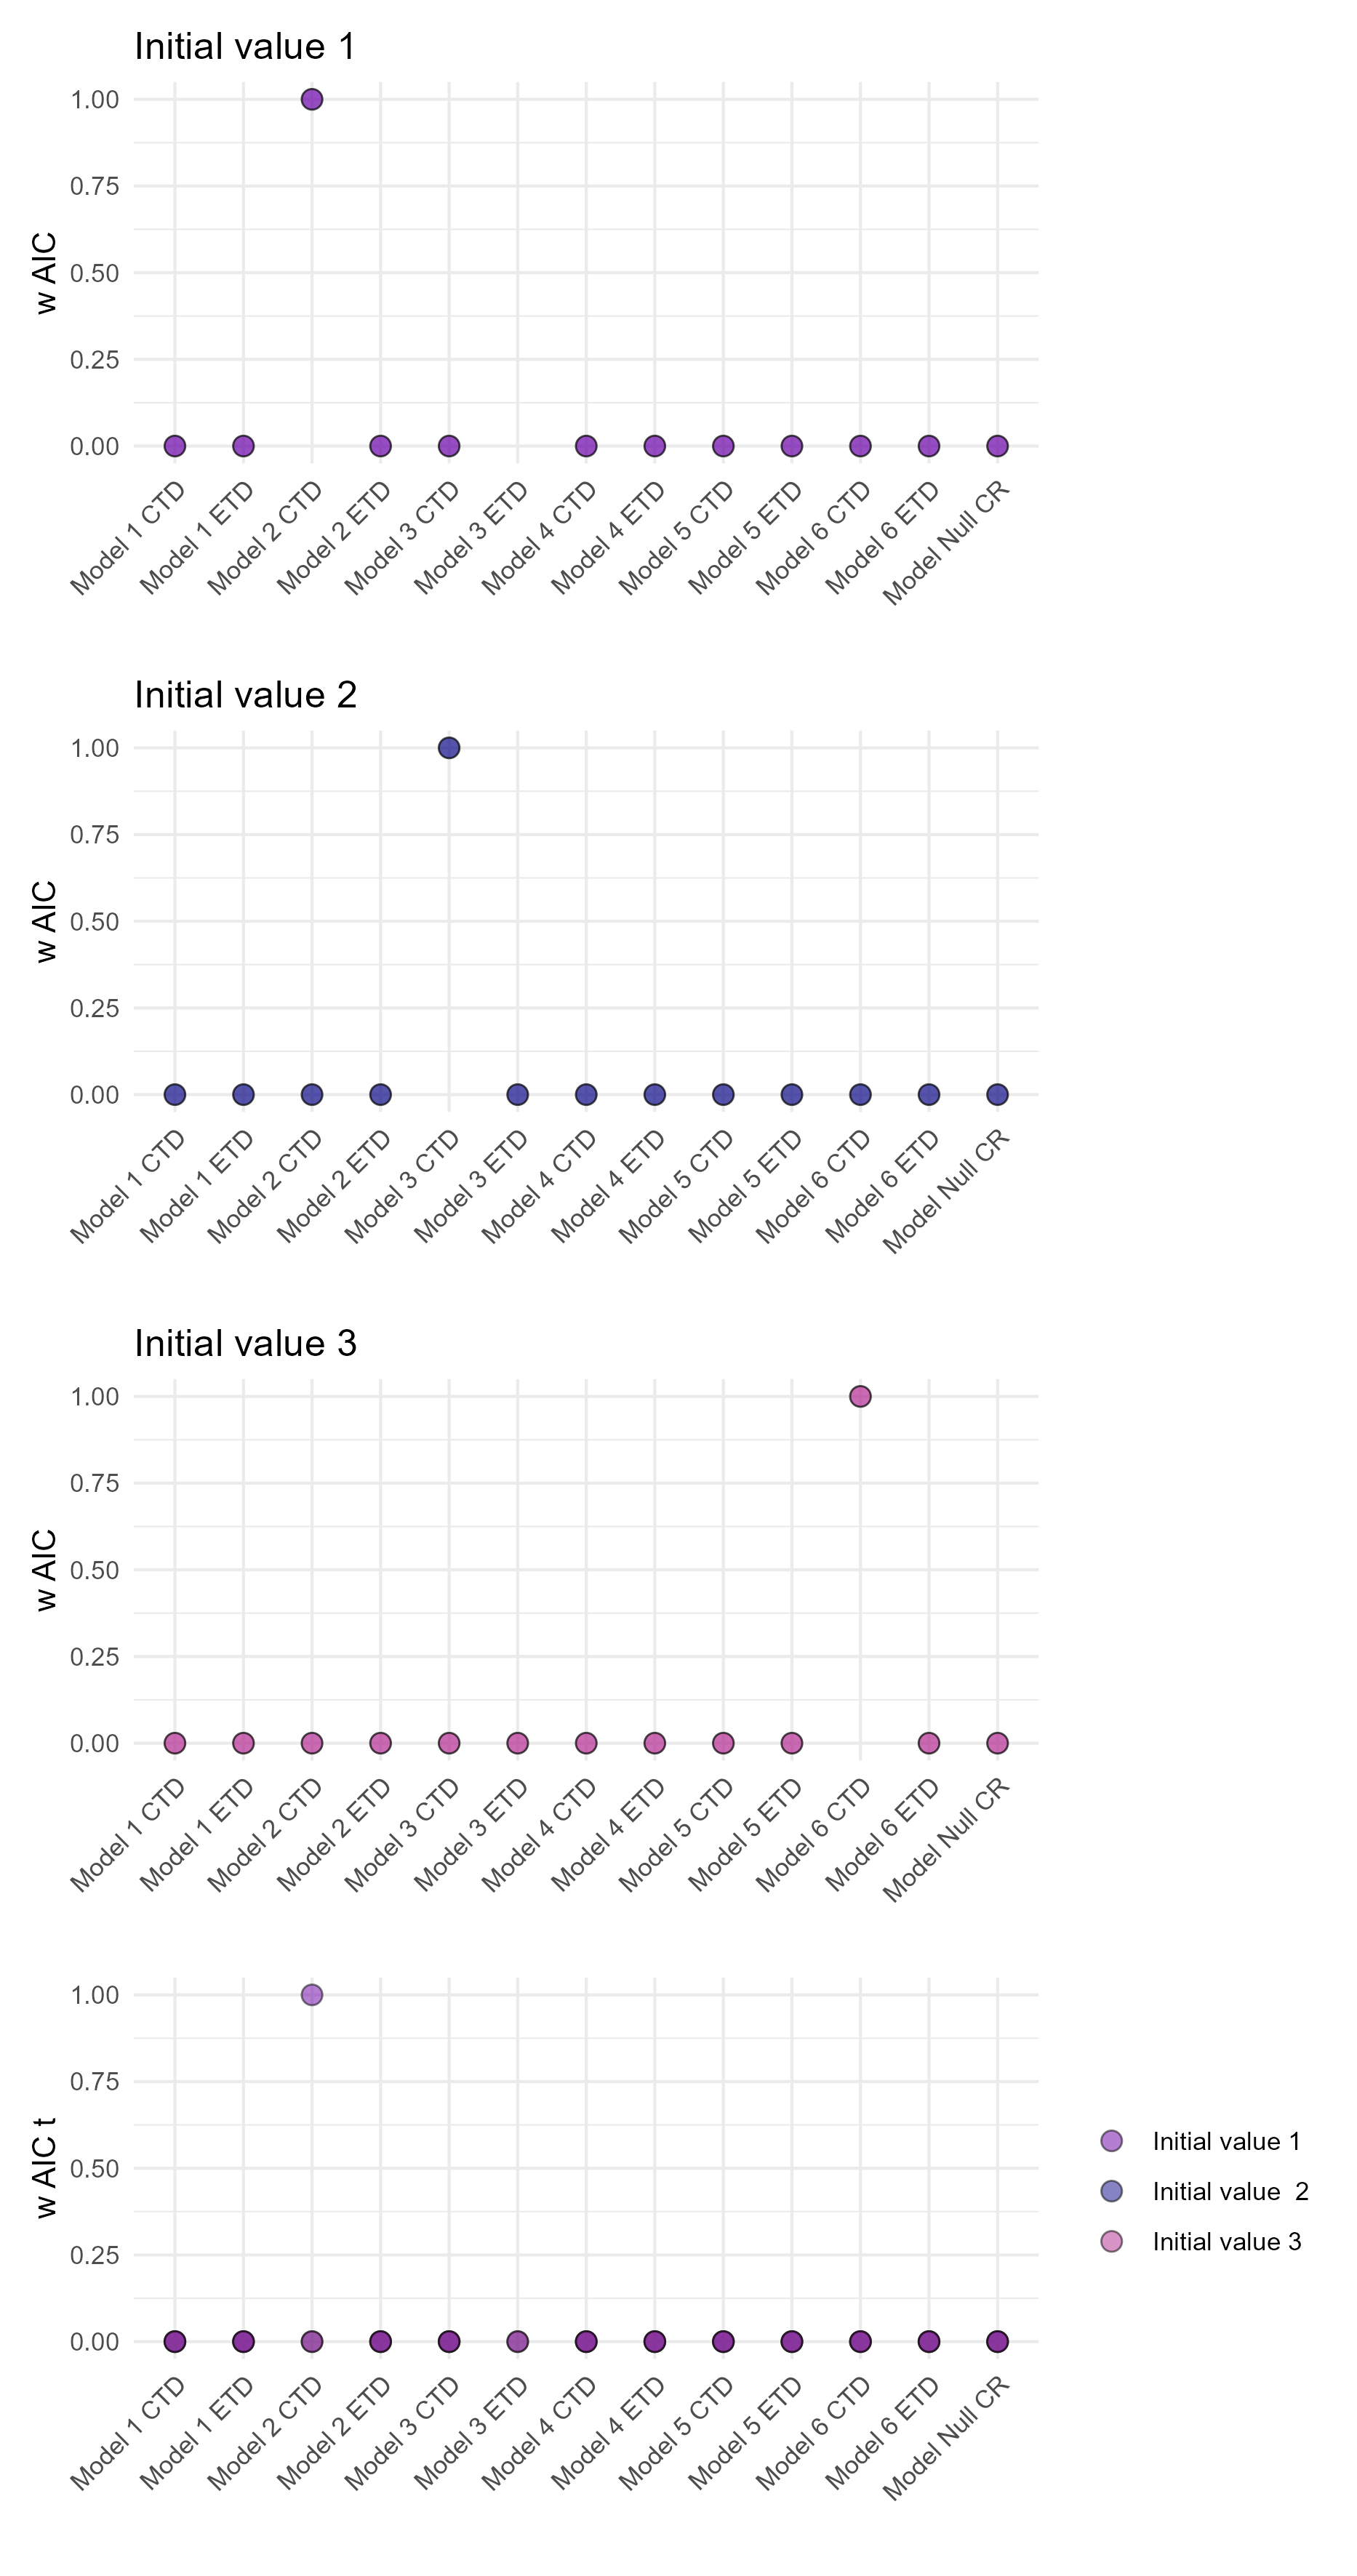 Initial value 1
w AIC
1.00
0.75
0.50
0.25
0.00
Model 1 CTD
Model 1 ETD
Model 2 CTD
Model 2 ETD
Model 3 CTD
Model 3 ETD
Model 4 CTD
Model 4 ETD
Model 5 CTD
Model 5 ETD
Model 6 CTD
Model 6 ETD
Model Null CR
Initial value 2
w AIC
1.00
0.75
0.50
0.25
0.00
Model 1 CTD
Model 1 ETD
Model 2 CTD
Model 2 ETD
Model 3 CTD
Model 3 ETD
Model 4 CTD
Model 4 ETD
Model 5 CTD
Model 5 ETD
Model 6 CTD
Model 6 ETD
Model Null CR
Initial value 3
w AIC
1.00
0.75
0.50
0.25
0.00
Model 1 CTD
Model 1 ETD
Model 2 CTD
Model 2 ETD
Model 3 CTD
Model 3 ETD
Model 4 CTD
Model 4 ETD
Model 5 CTD
Model 5 ETD
Model 6 CTD
Model 6 ETD
Model Null CR
w AIC t
1.00
0.75
0.50
0.25
0.00
Model 1 CTD
Model 1 ETD
Model 2 CTD
Model 2 ETD
Model 3 CTD
Model 3 ETD
Model 4 CTD
Model 4 ETD
Model 5 CTD
Model 5 ETD
Model 6 CTD
Model 6 ETD
Model Null CR
Initial value 1
Initial value  2
Initial value 3